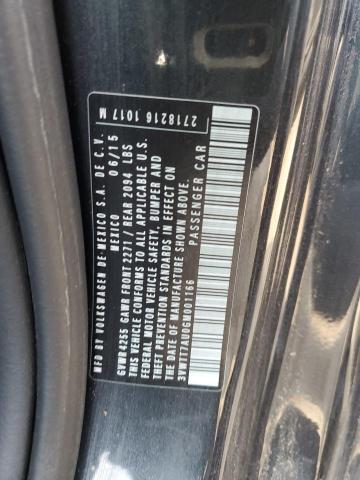 MFD BY VOLKSWAGEN DE MEXICO S.A. DE C.V.
MEXICO 06/15
GVWR 4255 GAWR FRONT 2271 / REAR 2094 LBS
THIS VEHICLE CONFORMS TO ALL APPLICABLE U.S.
FEDERAL MOTOR VEHICLE SAFETY, BUMPER AND
THEFT PREVENTION STANDARDS IN EFFECT ON
THE DATE OF MANUFACTURE SHOWN ABOVE.
3VW1T7AU0GM001166 PASSENGER CAR
2718216 1017 M